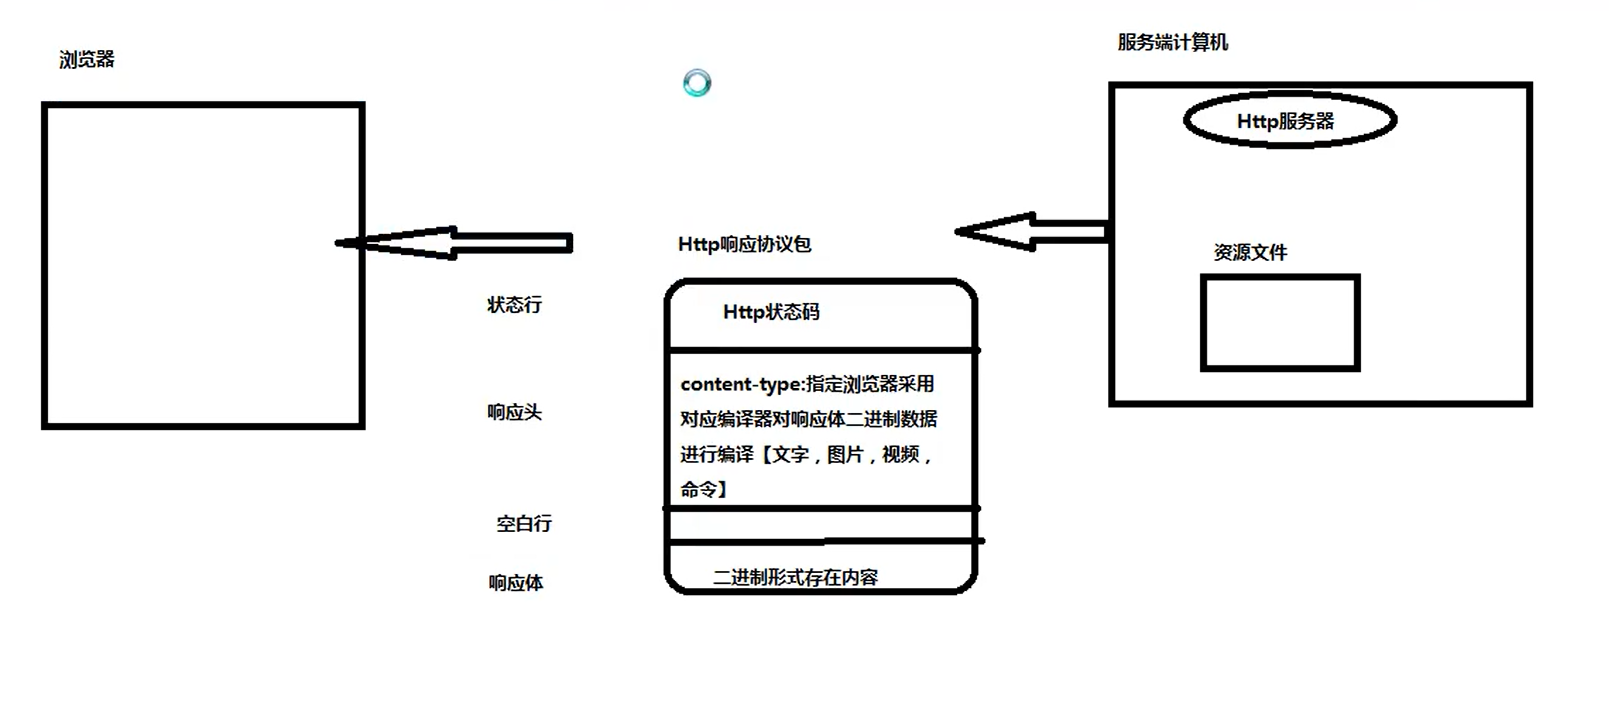 浏览器
服务端计算机
Http服务器
Http响应协议包
资源文件
状态行
Http状态码
响应头
content-type:指定浏览器采用
对应编译器对响应体二进制数据
进行编译【文字，图片，视频，
命令】
空白行
响应体
二进制形式存在内容